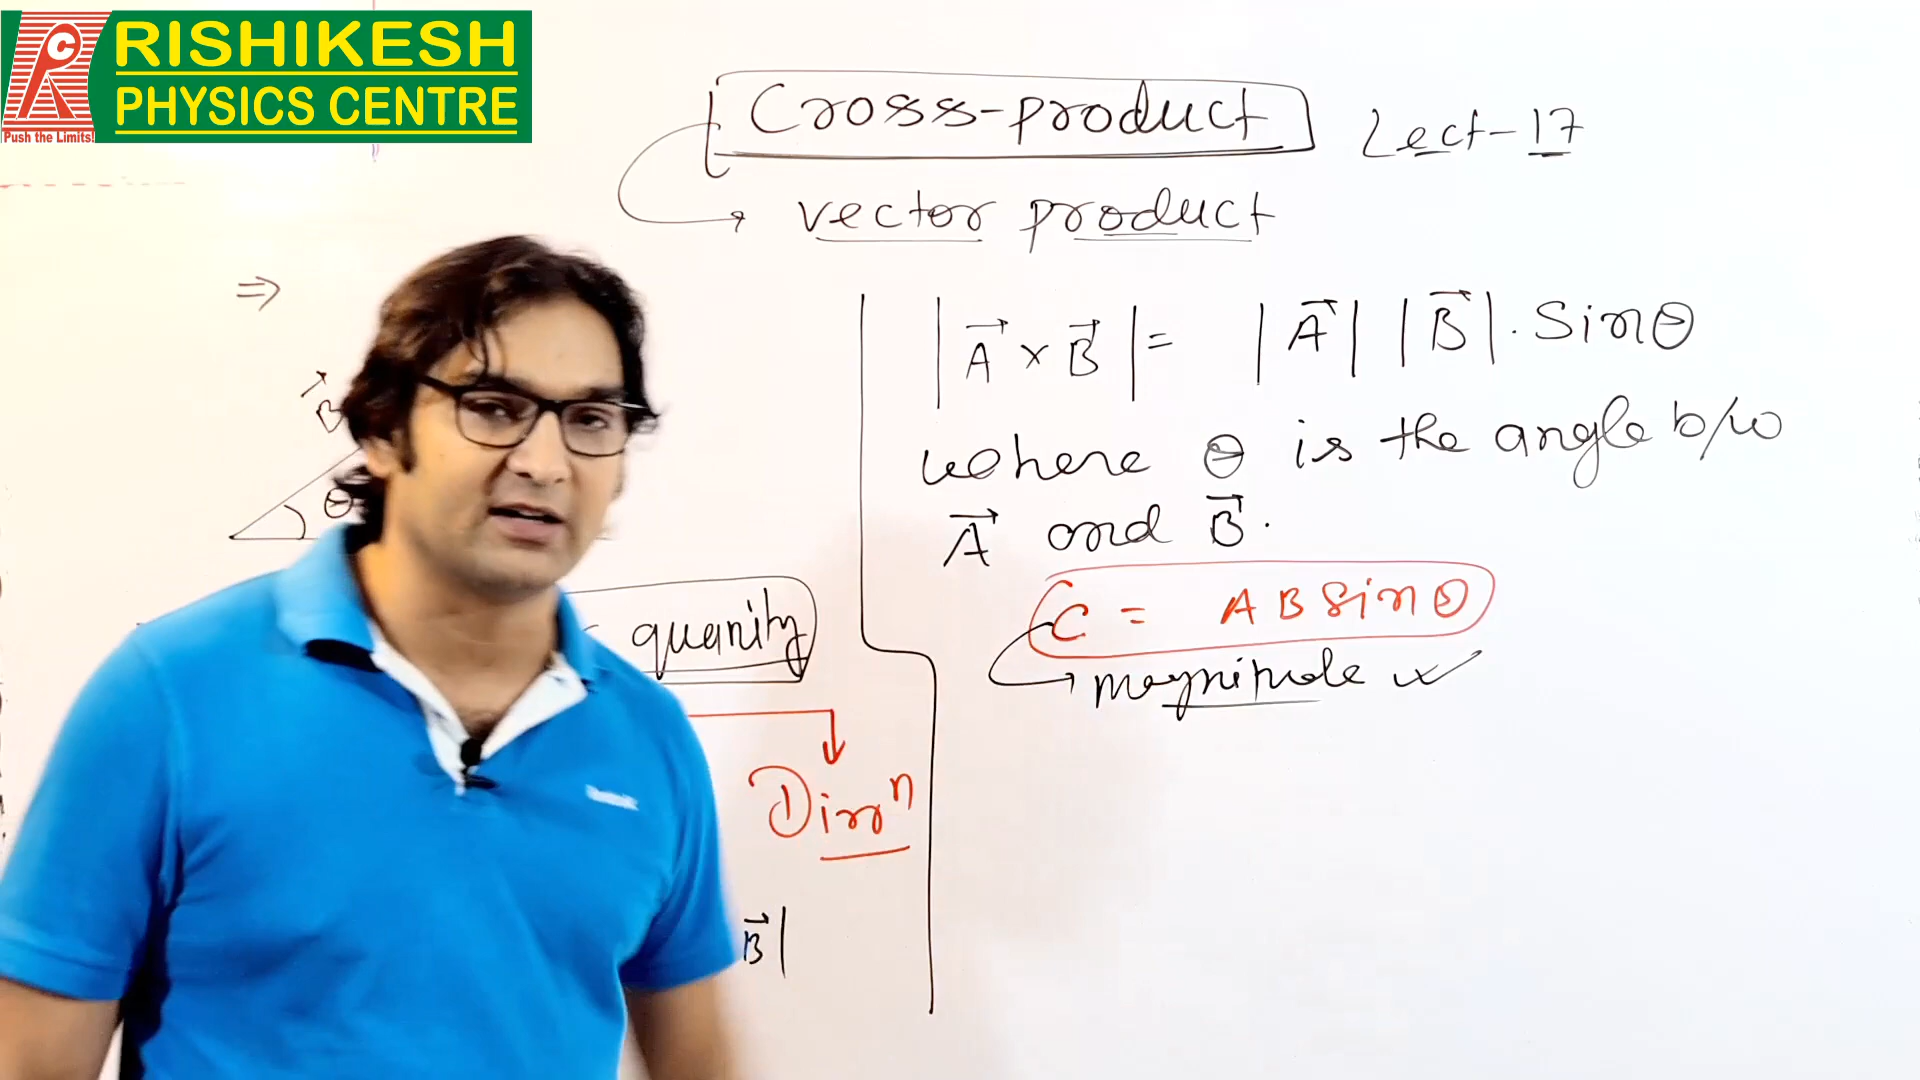 RISHIKESH
PHYSICS CENTRE
Push the Limits!
Cross-product Lect-17
vector product
⇒
|A⃗ × B⃗| = |A⃗| |B⃗|. Sinθ
B⃗
where θ is the angle b/w
θ
A⃗ and B⃗.
C = AB sinθ
quanity
magnitude
Dirrⁿ
B⃗|